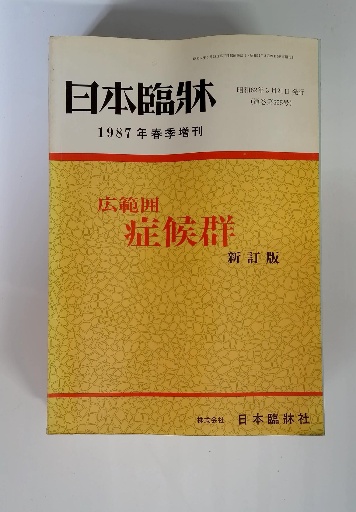 日本臨牀
1987年春季増刊
広範囲
症候群
新訂版
株式会社 日本臨牀社